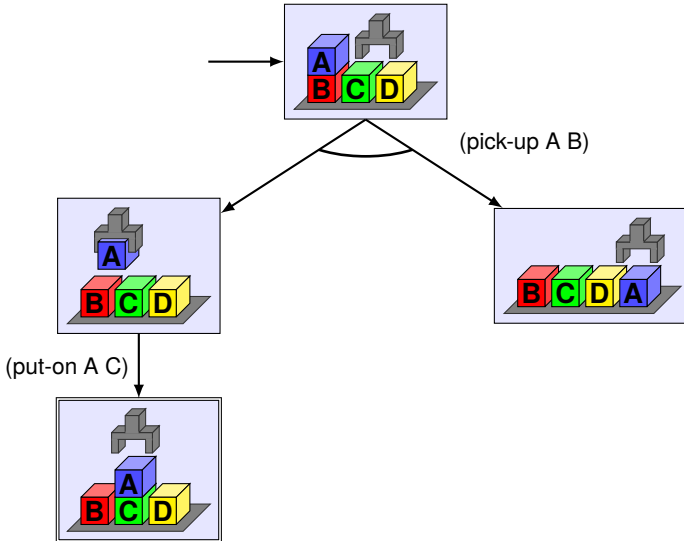 A
B C D
(pick-up A B)
A
B C D
B C D A
(put-on A C)
A
B C D